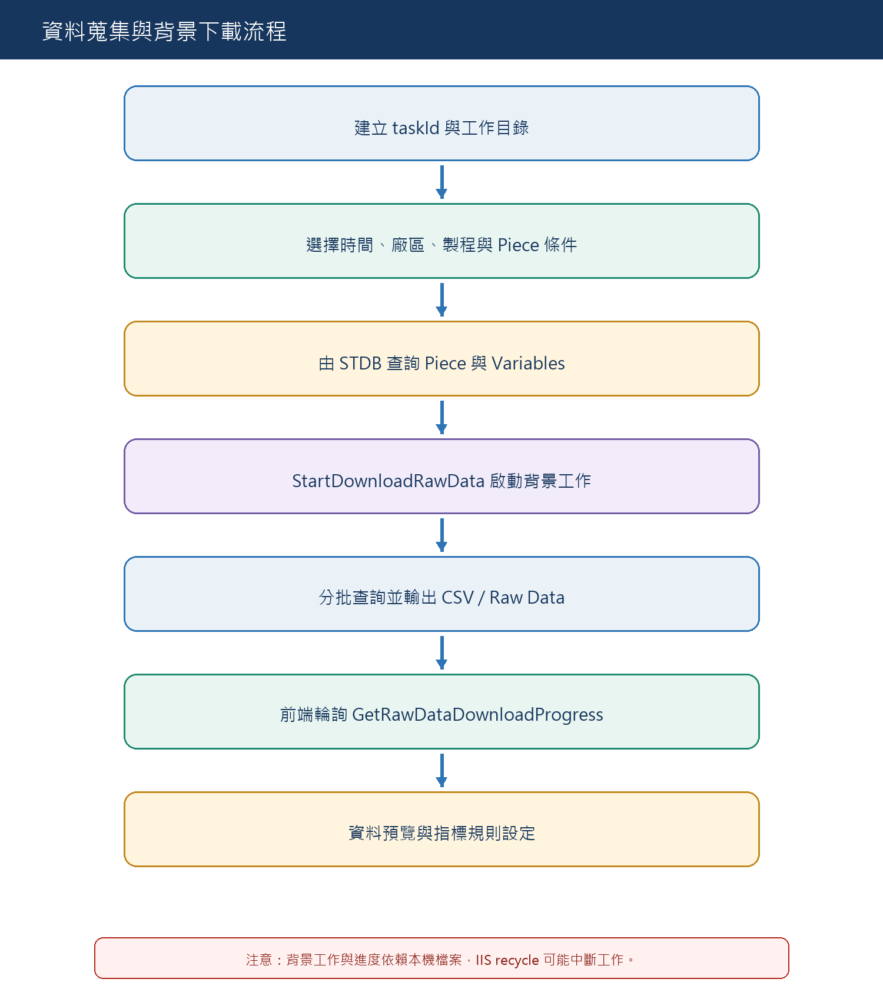 資料蒐集與背景下載流程
建立 taskId 與工作目錄
選擇時間、廠區、製程與 Piece 條件
由 STDB 查詢 Piece 與 Variables
StartDownloadRawData 啟動背景工作
分批查詢並輸出 CSV / Raw Data
前端輪詢 GetRawDataDownloadProgress
資料預覽與指標規則設定
注意：背景工作與進度依賴本機檔案，IIS recycle 可能中斷工作。